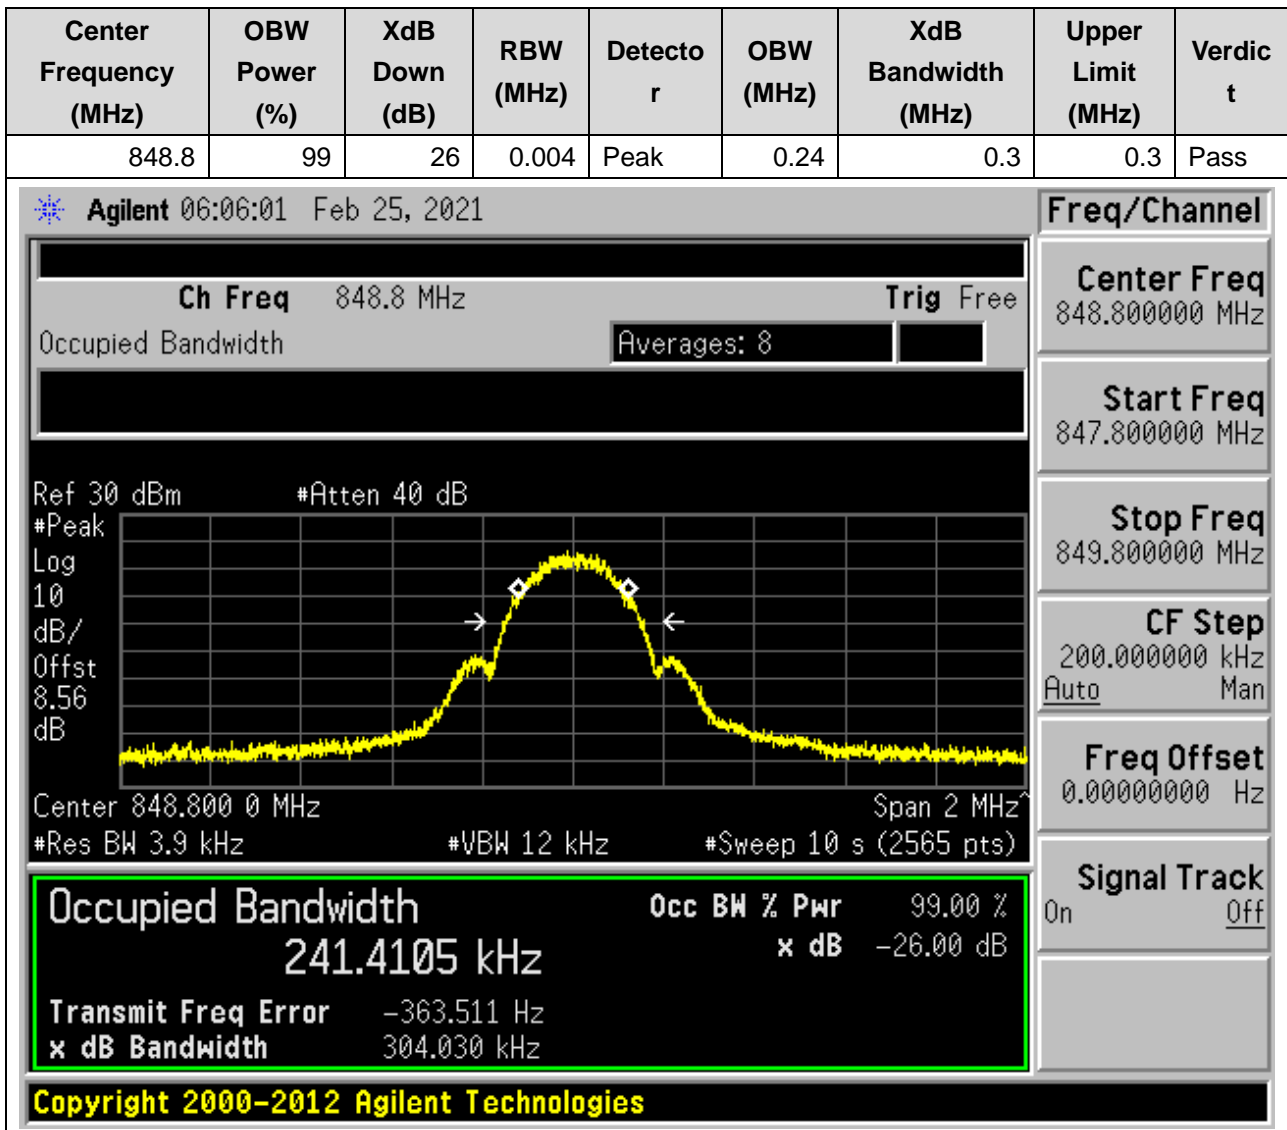 Center Frequency (MHz) OBW Power (%) XdB Down (dB) RBW (MHz) Detecto r OBW (MHz) XdB Bandwidth (MHz) Upper Limit (MHz) Verdic t
848.8 99 26 0.004 Peak 0.24 0.3 0.3 Pass
Agilent 06:06:01 Feb 25, 2021
Freq/Channel
Ch Freq 848.8 MHz Trig Free
Occupied Bandwidth Averages: 8
Center Freq
848.800000 MHz
Start Freq
847.800000 MHz
Stop Freq
849.800000 MHz
CF Step
200.000000 kHz
Auto Man
Freq Offset
0.00000000 Hz
Signal Track
On Off
Ref 30 dBm #Atten 40 dB
#Peak
Log
10
dB/
Offst
8.56
dB
Center 848.800 0 MHz Span 2 MHz^
#Res BW 3.9 kHz #VBW 12 kHz #Sweep 10 s (2565 pts)
Occupied Bandwidth Occ BW % Pwr 99.00 %
241.4105 kHz x dB -26.00 dB
Transmit Freq Error -363.511 Hz
x dB Bandwidth 304.030 kHz
Copyright 2000-2012 Agilent Technologies